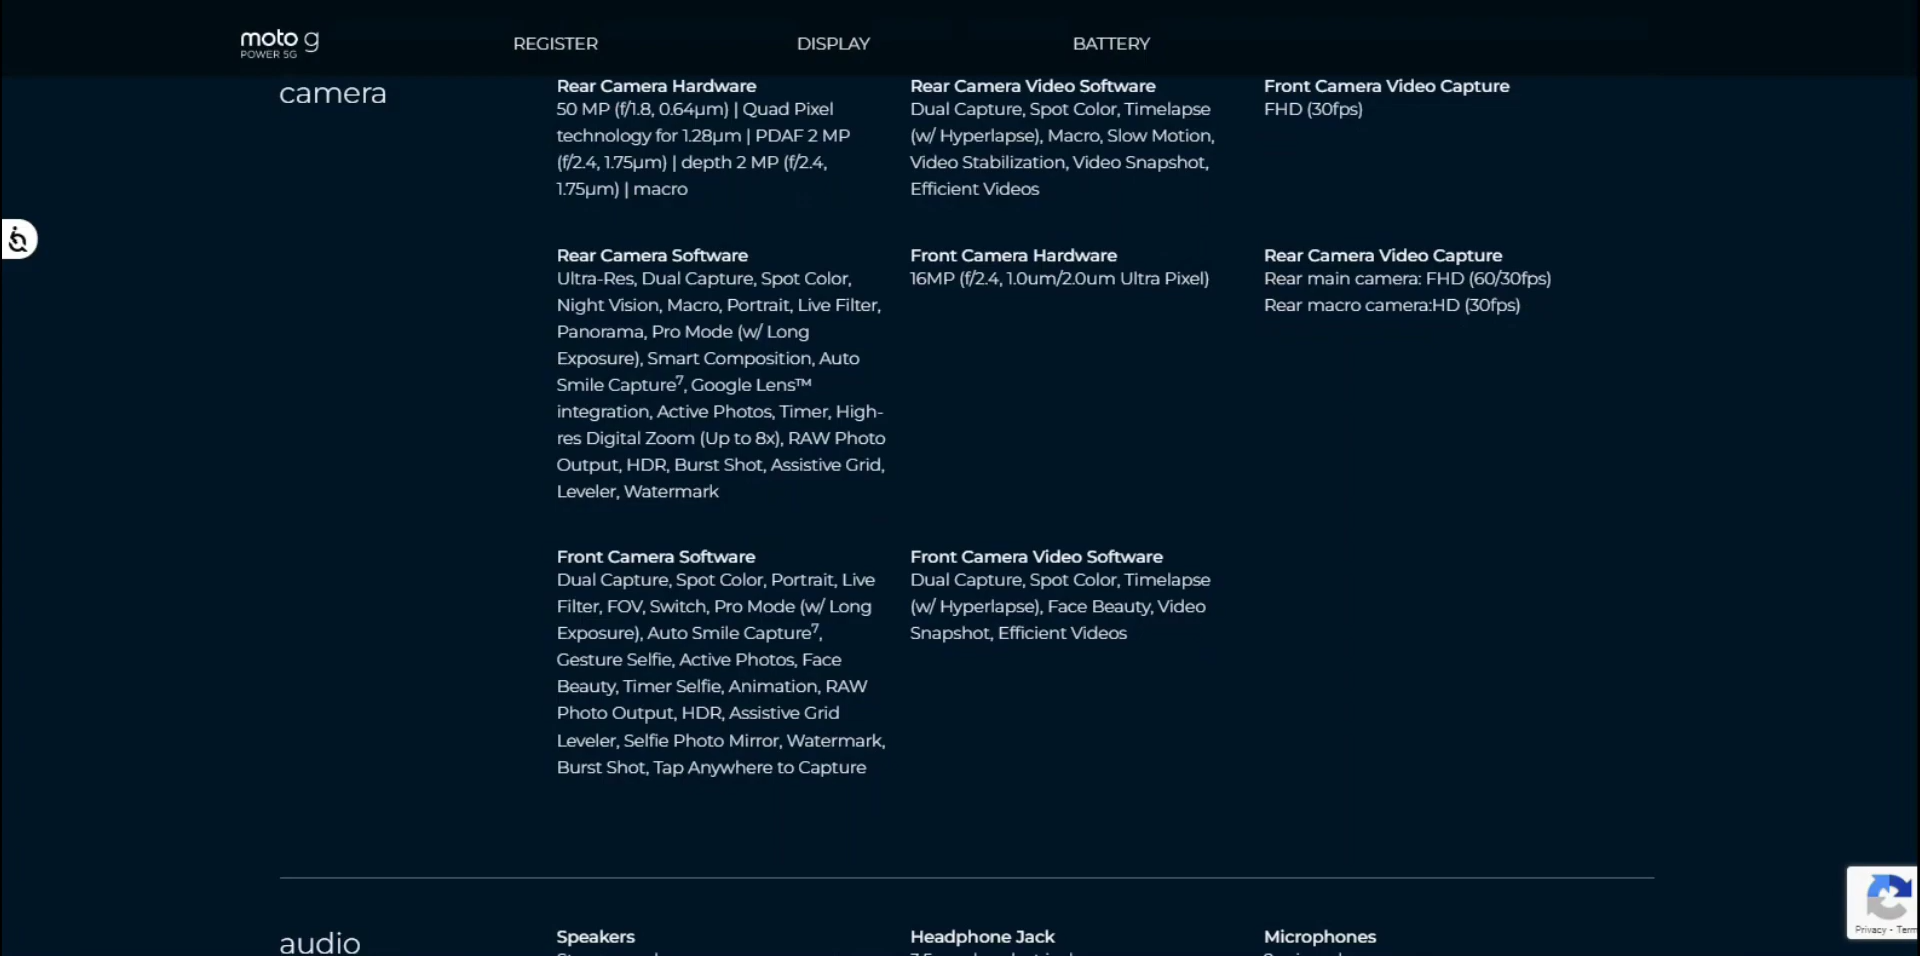 moto g
POWER 5G
REGISTER
DISPLAY
BATTERY
camera
Rear Camera Hardware
50 MP (f/1.8, 0.64µm) | Quad Pixel
technology for 1.28µm | PDAF 2 MP
(f/2.4, 1.75µm) | depth 2 MP (f/2.4,
1.75µm) | macro
Rear Camera Video Software
Dual Capture, Spot Color, Timelapse
(w/ Hyperlapse), Macro, Slow Motion,
Video Stabilization, Video Snapshot,
Efficient Videos
Front Camera Video Capture
FHD (30fps)
Rear Camera Software
Ultra-Res, Dual Capture, Spot Color,
Night Vision, Macro, Portrait, Live Filter,
Panorama, Pro Mode (w/ Long
Exposure), Smart Composition, Auto
Smile Capture⁷, Google Lens™
integration, Active Photos, Timer, High-
res Digital Zoom (Up to 8x), RAW Photo
Output, HDR, Burst Shot, Assistive Grid,
Leveler, Watermark
Front Camera Hardware
16MP (f/2.4, 1.0um/2.0um Ultra Pixel)
Rear Camera Video Capture
Rear main camera: FHD (60/30fps)
Rear macro camera:HD (30fps)
Front Camera Software
Dual Capture, Spot Color, Portrait, Live
Filter, FOV, Switch, Pro Mode (w/ Long
Exposure), Auto Smile Capture⁷,
Gesture Selfie, Active Photos, Face
Beauty, Timer Selfie, Animation, RAW
Photo Output, HDR, Assistive Grid
Leveler, Selfie Photo Mirror, Watermark,
Burst Shot, Tap Anywhere to Capture
Front Camera Video Software
Dual Capture, Spot Color, Timelapse
(w/ Hyperlapse), Face Beauty, Video
Snapshot, Efficient Videos
audio
Speakers
Headphone Jack
Microphones
Privacy - Term